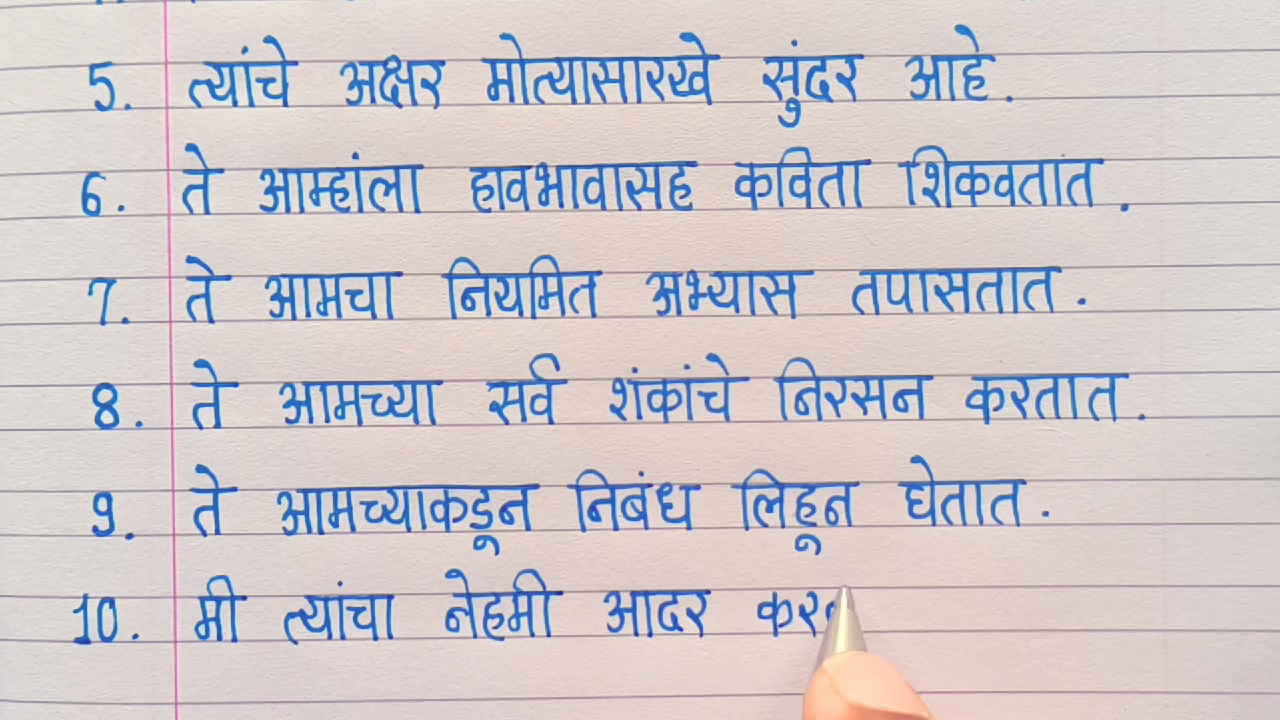 5. त्यांचे अक्षर मोत्यासारखे सुंदर आहे.
6. ते आम्हांला हावभावासह कविता शिकवतात.
7. ते आमचा नियमित अभ्यास तपासतात.
8. ते आमच्या सर्व शंकांचे निरसन करतात.
9. ते आमच्याकडून निबंध लिहून घेतात.
10. मी त्यांचा नेहमी आदर